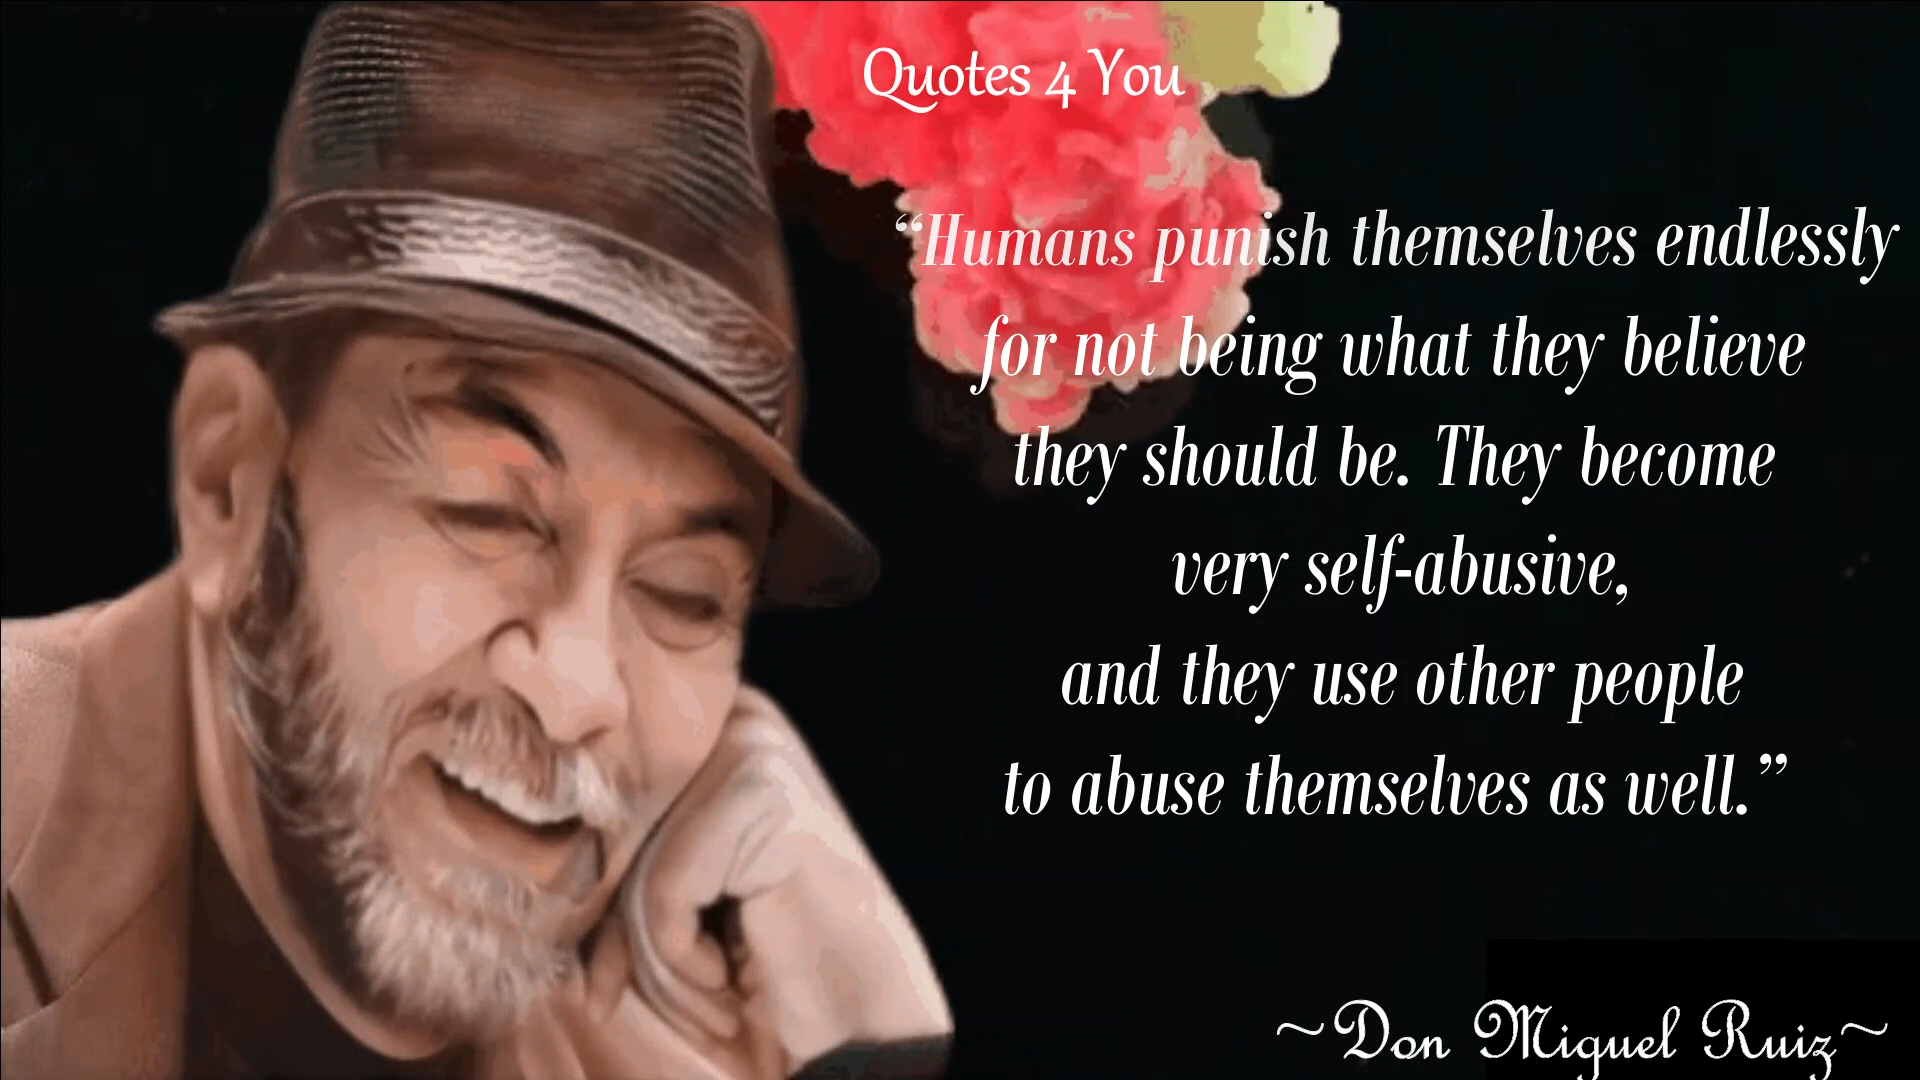 Quotes 4 You
“Humans punish themselves endlessly
for not being what they believe
they should be. They become
very self-abusive,
and they use other people
to abuse themselves as well.”
~Don Miguel Ruiz~